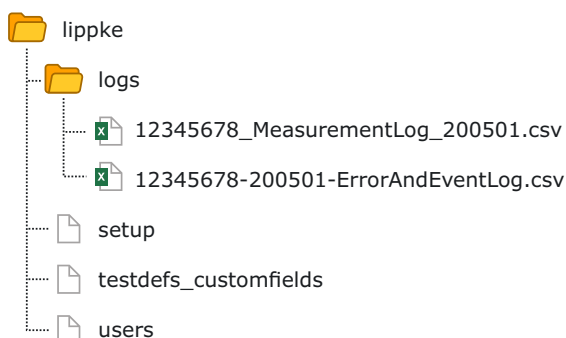 lippke
logs
12345678_MeasurementLog_200501.csv
12345678-200501-ErrorAndEventLog.csv
setup
testdefs_customfields
users